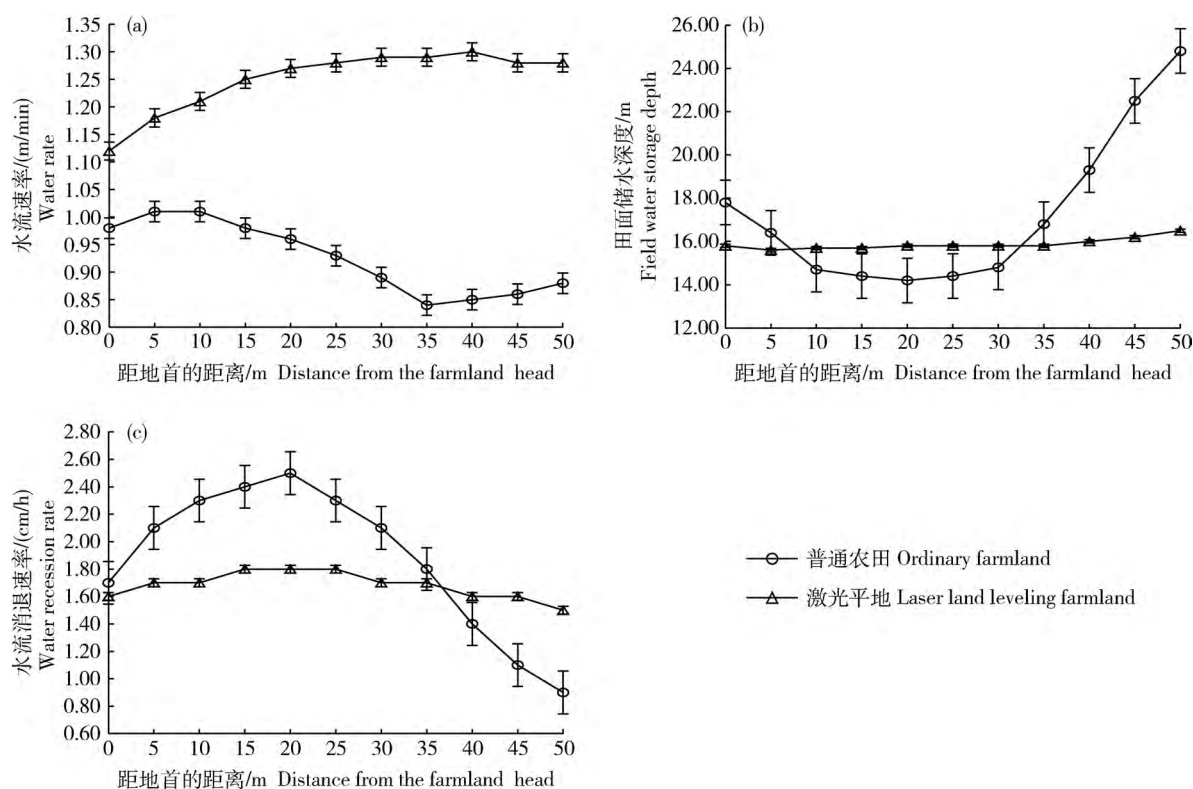 (a)
1.35
1.30
1.25
1.20
1.15
1.10
1.05
1.00
0.95
0.90
0.85
0.80
水流速率/(m/min)
Water rate
0 5 10 15 20 25 30 35 40 45 50
距地首的距离/m Distance from the farmland head
(b)
26.00
24.00
22.00
20.00
18.00
16.00
14.00
12.00
田面储水深度/m
Field water storage depth
0 5 10 15 20 25 30 35 40 45 50
距地首的距离/m Distance from the farmland head
(c)
2.80
2.60
2.40
2.20
2.00
1.80
1.60
1.40
1.20
1.00
0.80
0.60
水流消退速率/(cm/h)
Water recession rate
0 5 10 15 20 25 30 35 40 45 50
距地首的距离/m Distance from the farmland head
普通农田 Ordinary farmland
激光平地 Laser land leveling farmland